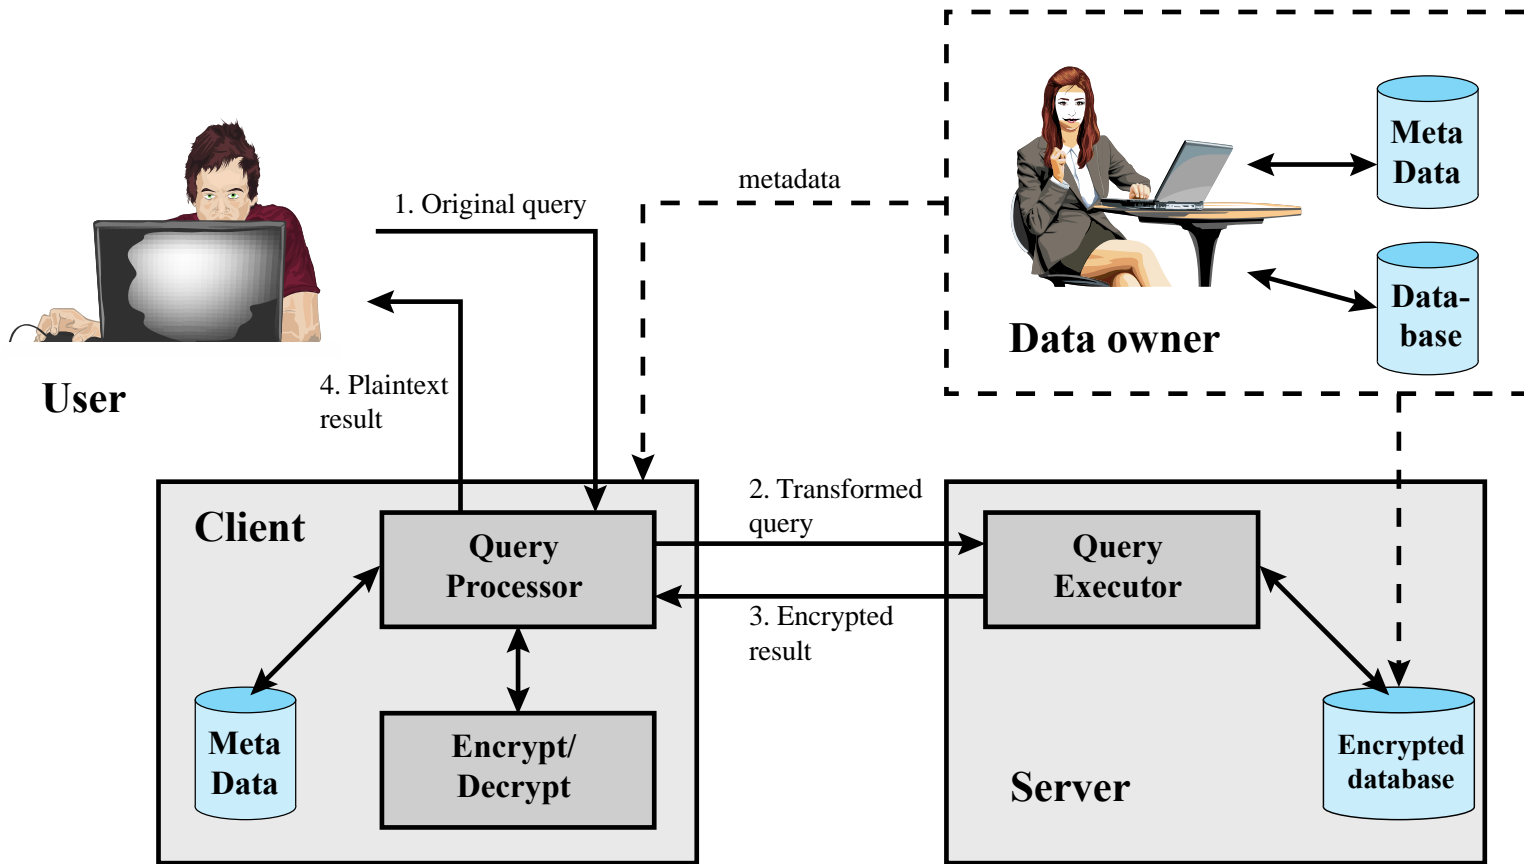 Meta
Data
metadata
1. Original query
Data-
base
Data owner
4. Plaintext
result
User
2. Transformed
query
Client
Query
Processor
Query
Executor
3. Encrypted
result
Meta
Data
Encrypt/
Decrypt
Encrypted
database
Server